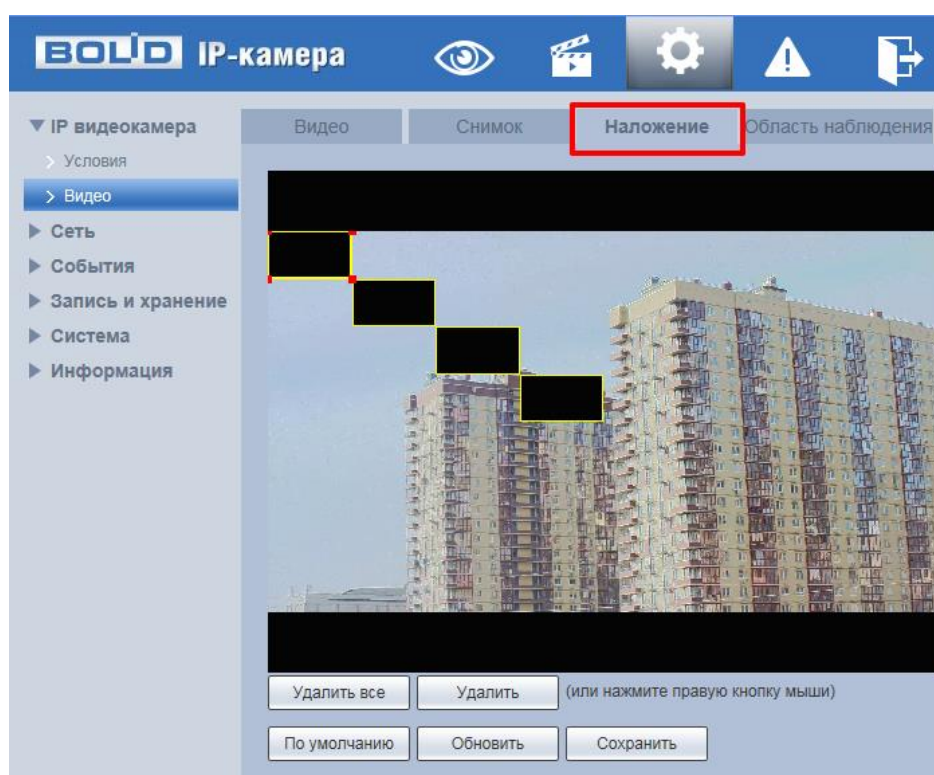 BOLID IP-камера
IP видеокамера
Условия
Видео
Сеть
События
Запись и хранение
Система
Информация
Видео
Снимок
Наложение
Область наблюдения
Удалить все
Удалить
(или нажмите правую кнопку мыши)
По умолчанию
Обновить
Сохранить